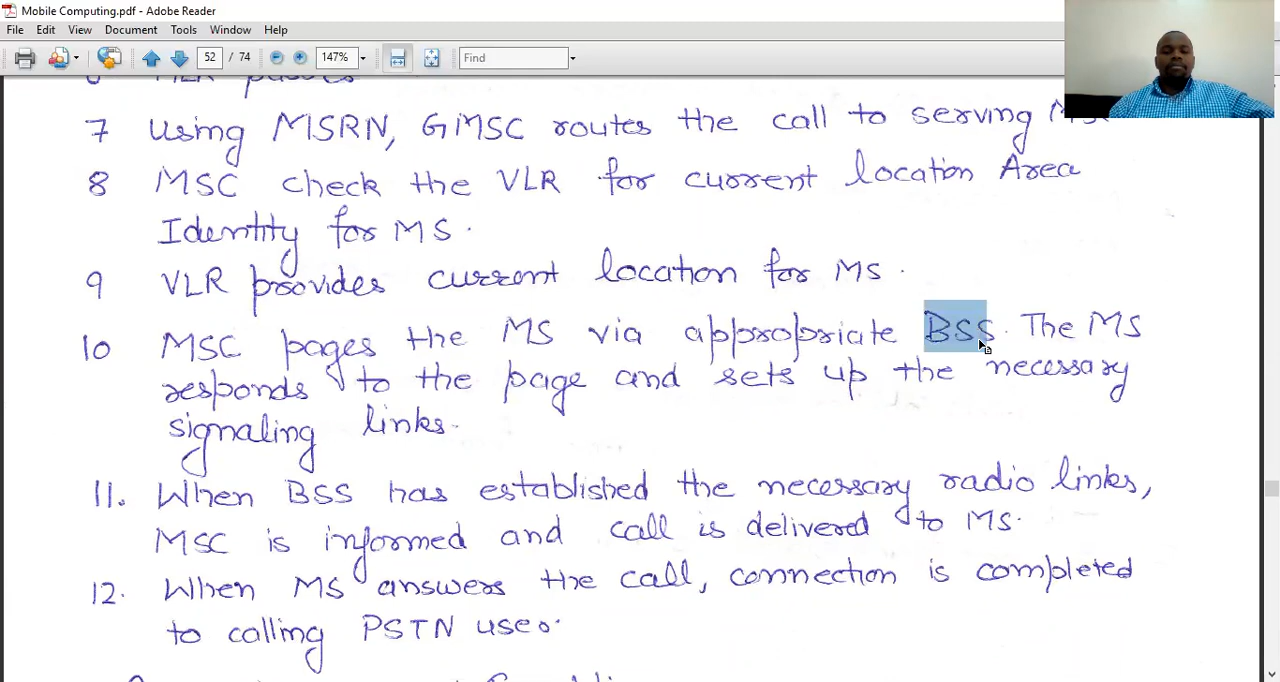 Mobile Computing.pdf - Adobe Reader
File Edit View Document Tools Window Help
52 / 74 147% Find
7 Using MSRN, GMSC routes the call to serving
8 MSC check the VLR for current location Area
Identity for MS.
9 VLR provides current location for MS.
10 MSC pages the MS via appropriate BSS. The MS
responds to the page and sets up the necessary
signaling links.
11. When BSS has established the necessary radio links,
MSC is informed and call is delivered to MS.
12. When MS answers the call, connection is completed
to calling PSTN user.